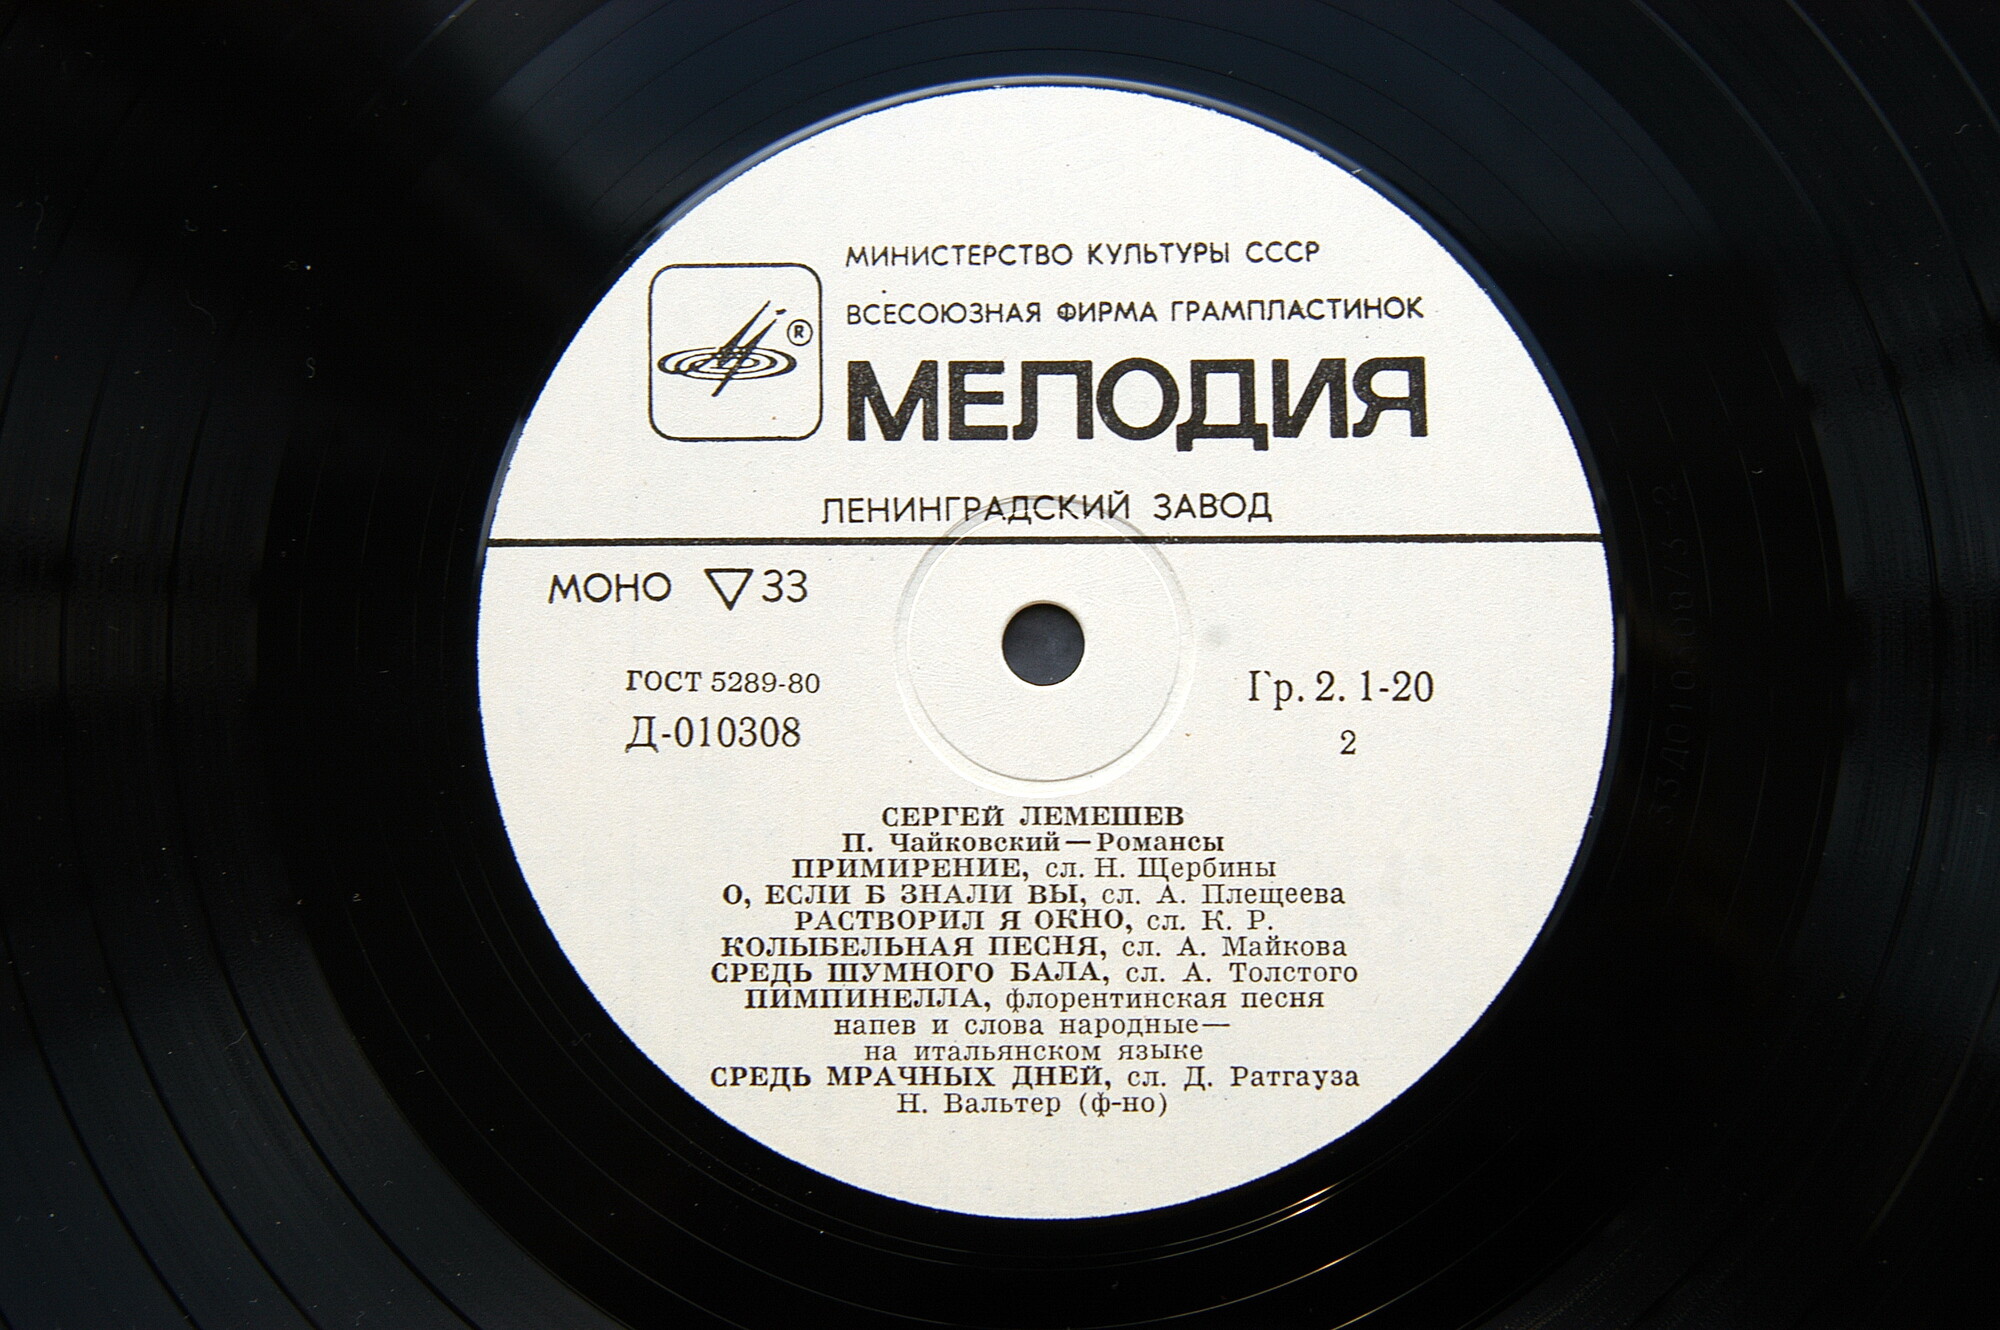 МИНИСТЕРСТВО КУЛЬТУРЫ СССР
ВСЕСОЮЗНАЯ ФИРМА ГРАМПЛАСТИНОК
®
МЕЛОДИЯ
ЛЕНИНГРАДСКИЙ ЗАВОД
МОНО ▽33
ГОСТ 5289-80
Д-010308
Гр. 2. 1-20
2
СЕРГЕЙ ЛЕМЕШЕВ
П. Чайковский — Романсы
ПРИМИРЕНИЕ, сл. Н. Щербины
О, ЕСЛИ Б ЗНАЛИ ВЫ, сл. А. Плещеева
РАСТВОРИЛ Я ОКНО, сл. К. Р.
КОЛЫБЕЛЬНАЯ ПЕСНЯ, сл. А. Майкова
СРЕДЬ ШУМНОГО БАЛА, сл. А. Толстого
ПИМПИНЕЛЛА, флорентинская песня
напев и слова народные—
на итальянском языке
СРЕДЬ МРАЧНЫХ ДНЕЙ, сл. Д. Ратгауза
Н. Вальтер (ф-но)